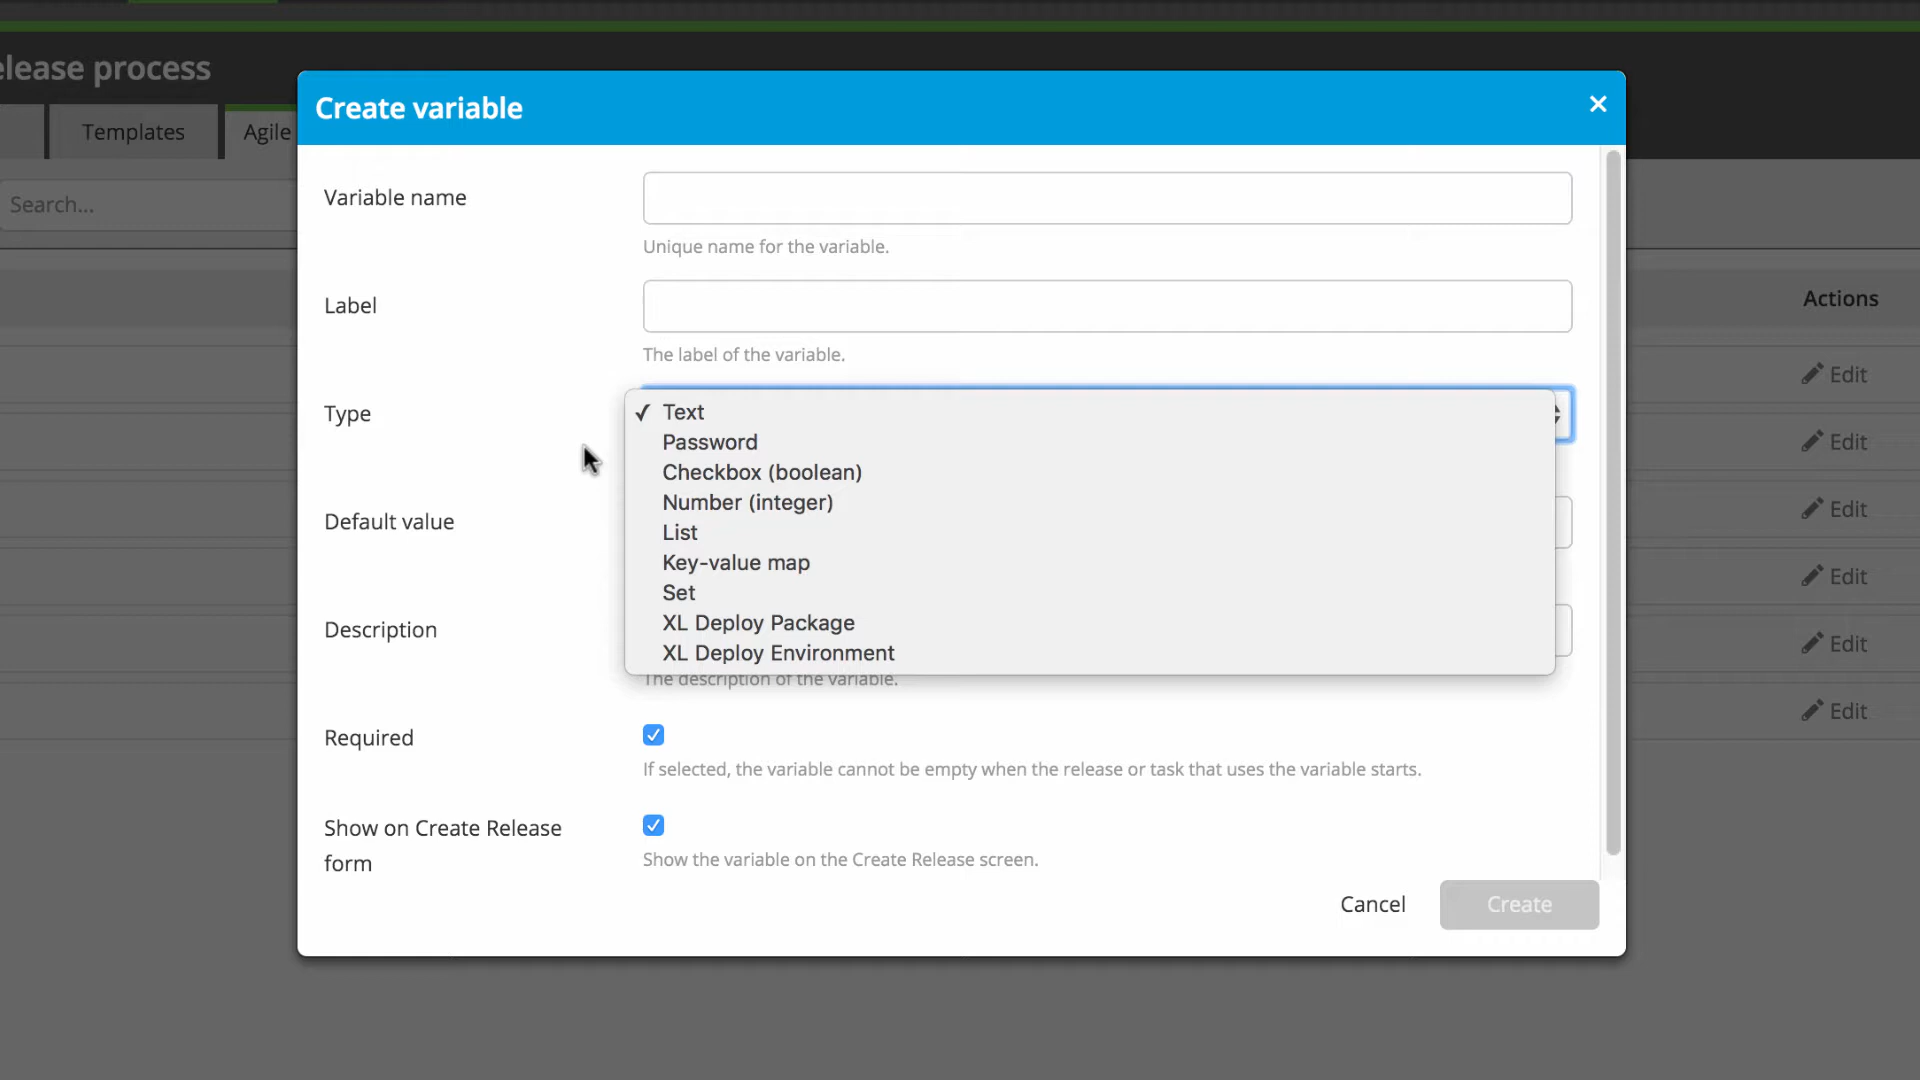 elease process
Create variable
Templates
Agile
Search...
Variable name
Unique name for the variable.
Label
The label of the variable.
Actions
Edit
Edit
Edit
Edit
Edit
Edit
Type
✓ Text
Password
Checkbox (boolean)
Number (integer)
List
Key-value map
Set
XL Deploy Package
XL Deploy Environment
Default value
Description
The description of the variable.
Required
If selected, the variable cannot be empty when the release or task that uses the variable starts.
Show on Create Release
form
Show the variable on the Create Release screen.
Cancel
Create